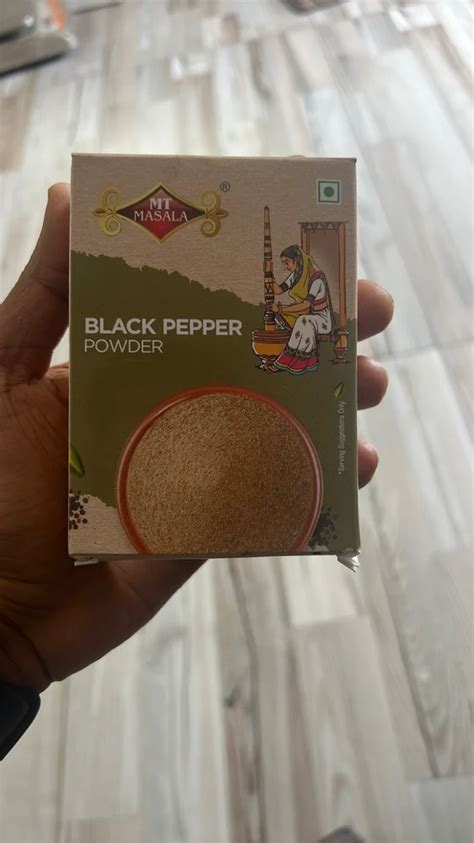 MT
MASALA
®
BLACK PEPPER
POWDER
*Serving Suggestions Only